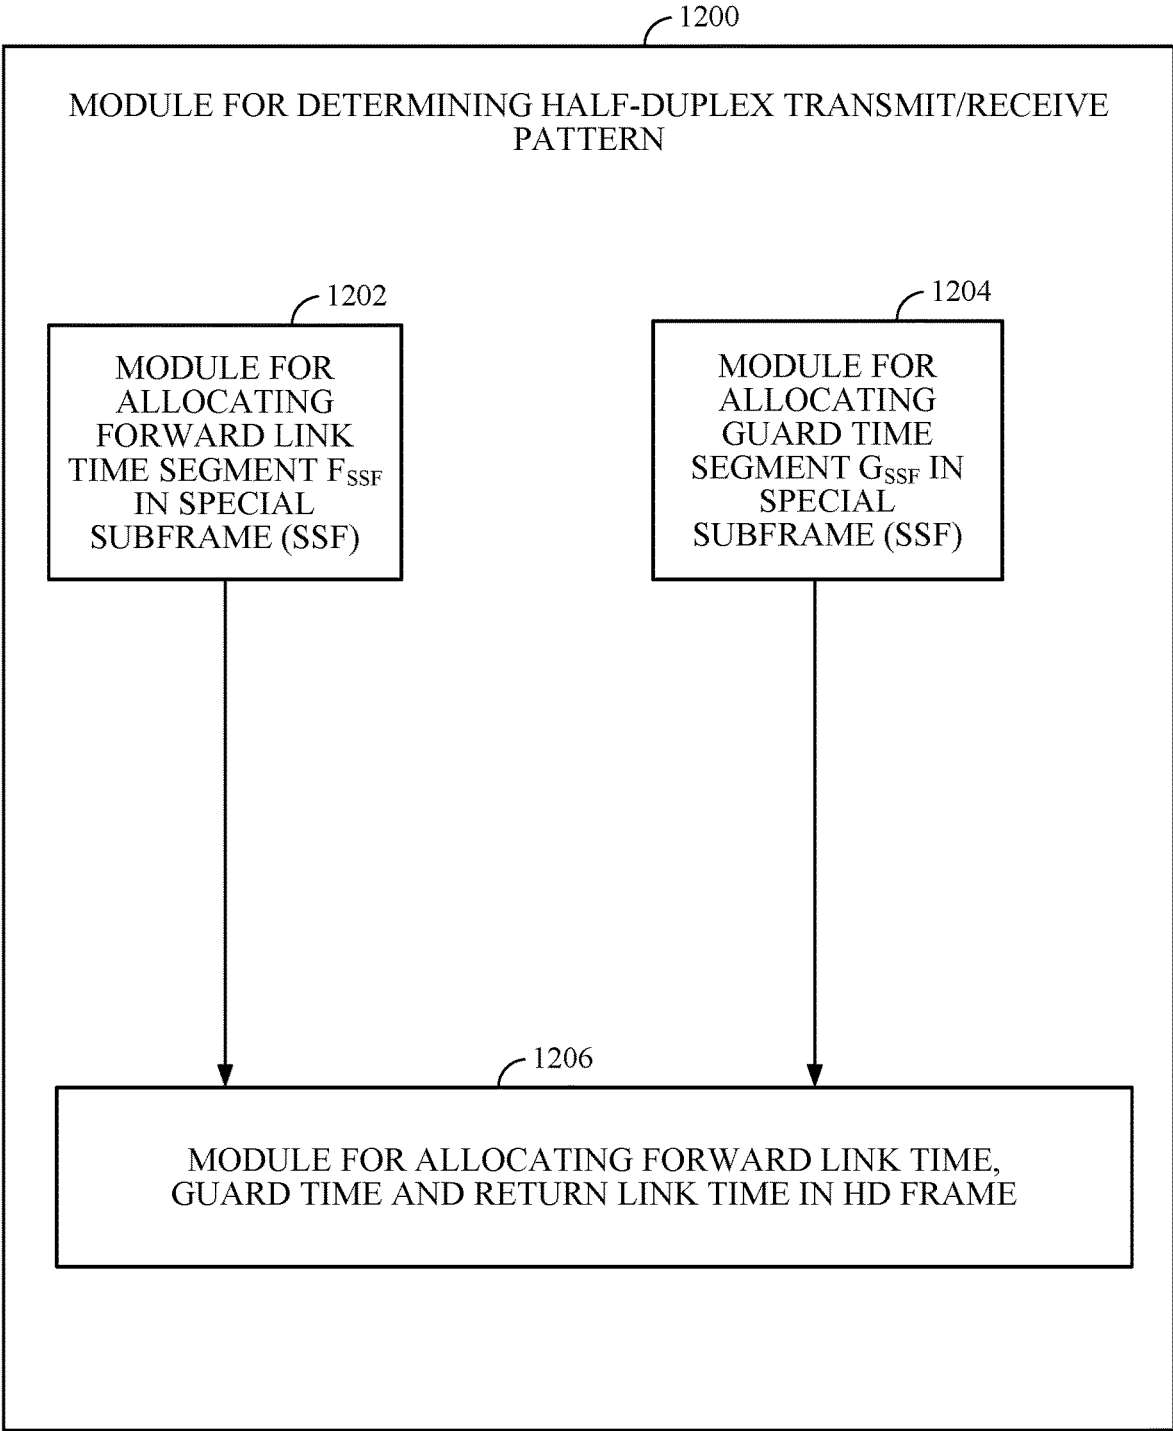 1200
MODULE FOR DETERMINING HALF-DUPLEX TRANSMIT/RECEIVE
PATTERN
1202
MODULE FOR
ALLOCATING
FORWARD LINK
TIME SEGMENT FSSF
IN SPECIAL
SUBFRAME (SSF)
1204
MODULE FOR
ALLOCATING
GUARD TIME
SEGMENT GSSF IN
SPECIAL
SUBFRAME (SSF)
1206
MODULE FOR ALLOCATING FORWARD LINK TIME,
GUARD TIME AND RETURN LINK TIME IN HD FRAME